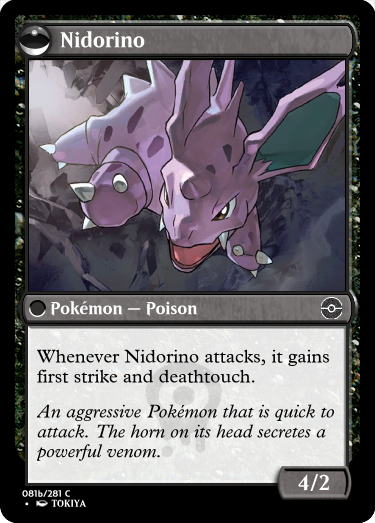 Nidorino
Pokémon — Poison
Whenever Nidorino attacks, it gains
first strike and deathtouch.
An aggressive Pokémon that is quick to
attack. The horn on its head secretes a
powerful venom.
4/2
081b/281 C
• TOKIYA